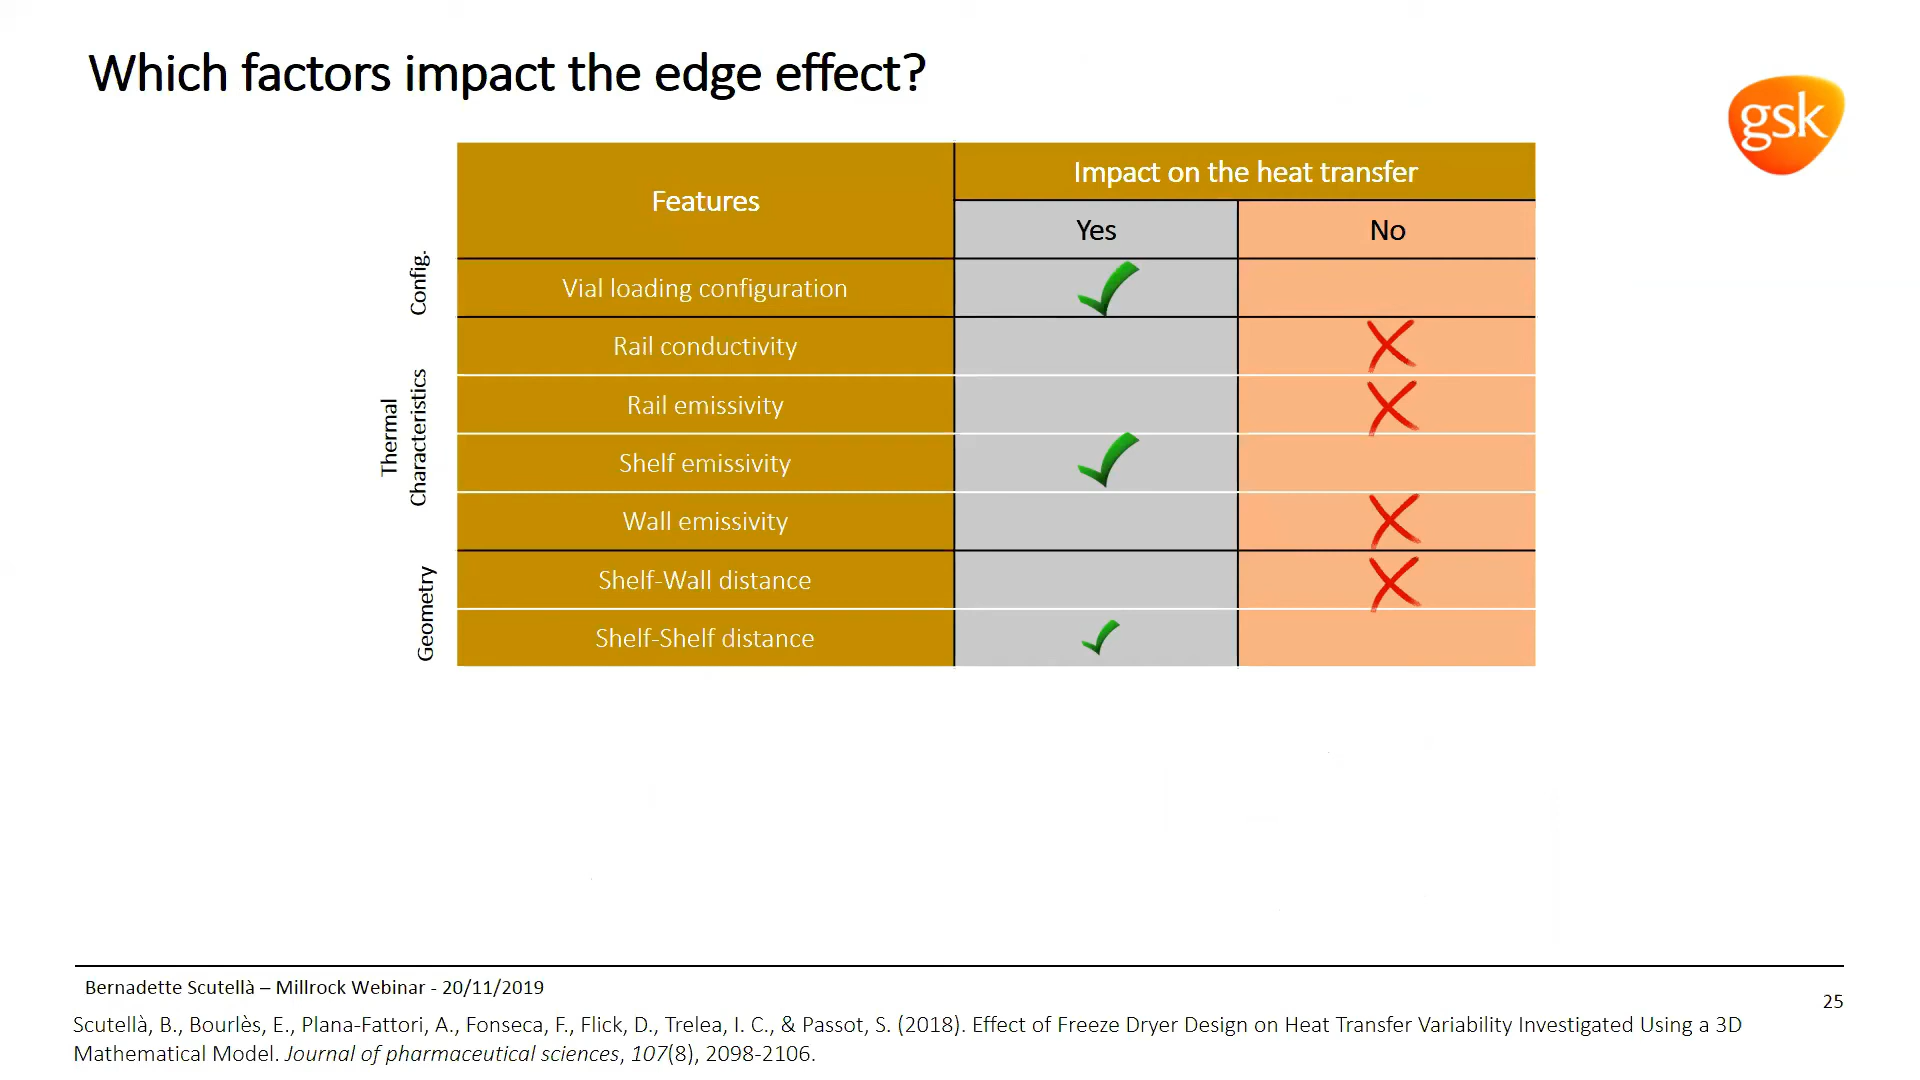 Which factors impact the edge effect?
gsk
Features
Impact on the heat transfer
Yes
No
Config.
Vial loading configuration
Thermal
Characteristics
Rail conductivity
Rail emissivity
Shelf emissivity
Wall emissivity
Geometry
Shelf-Wall distance
Shelf-Shelf distance
Bernadette Scutellà – Millrock Webinar - 20/11/2019
25
Scutellà, B., Bourlès, E., Plana-Fattori, A., Fonseca, F., Flick, D., Trelea, I. C., & Passot, S. (2018). Effect of Freeze Dryer Design on Heat Transfer Variability Investigated Using a 3D
Mathematical Model. Journal of pharmaceutical sciences, 107(8), 2098-2106.